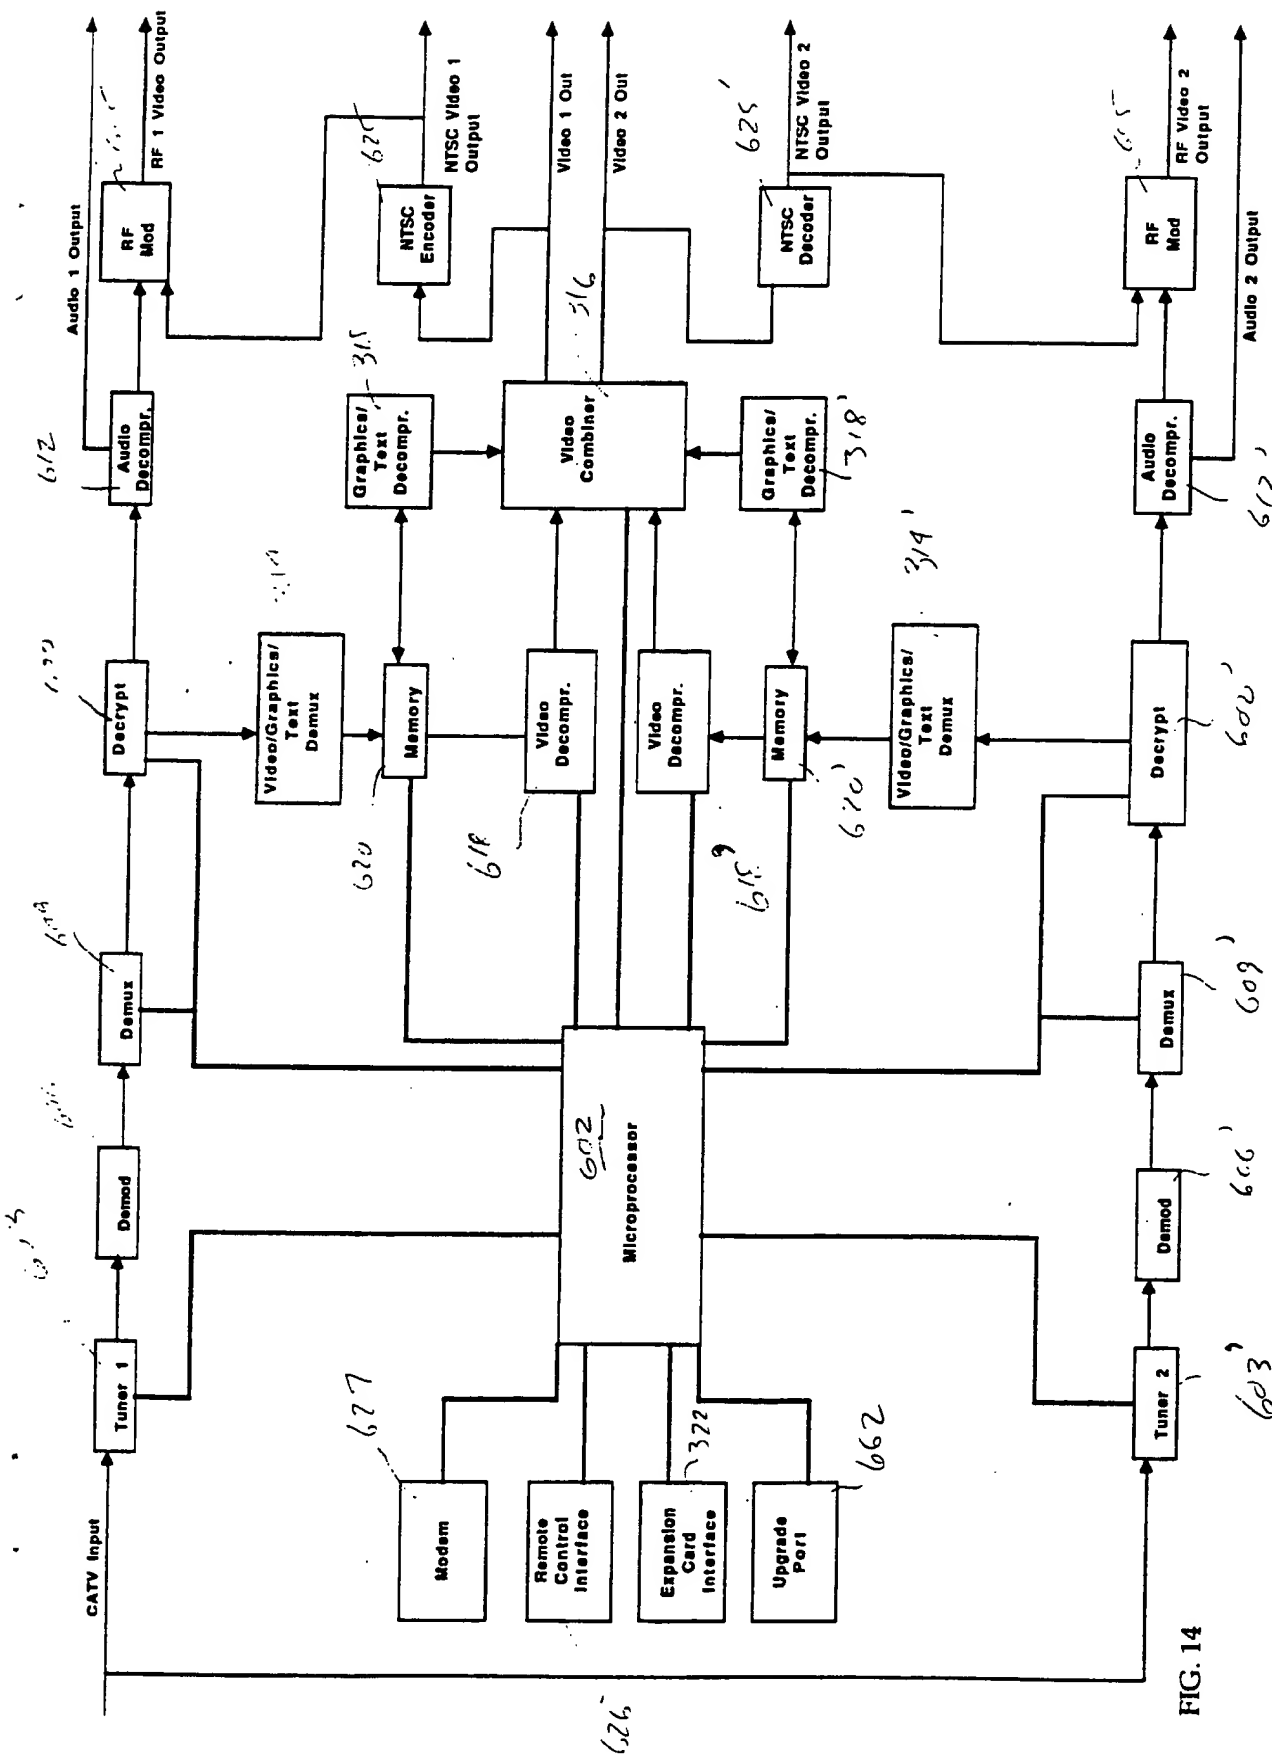 Audio 1 Output
RF 1 Video Output
RF
Mod
NTSC
Encoder
NTSC Video 1
Output
Video 1 Out
Video 2 Out
NTSC Video 2
Output
625'
NTSC
Decoder
RF
Mod
RF Video 2
Output
Audio 2 Output
612
Audio
Decompr.
Graphics/
Text
Decompr.
316
Video
Combiner
Graphics/
Text
Decompr.
318'
Audio
Decompr.
612'
Decrypt
Video/Graphics/
Text
Demux
Memory
620
Video
Decompr.
618
Video
Decompr.
618'
Memory
620'
Video/Graphics/
Text
Demux
314'
Decrypt
602'
Demux
Demod
Tuner 1
CATV Input
Microprocessor
602
Demux
609'
Demod
606'
Tuner 2
603'
Modem
627
Remote
Control
Interface
626
Expansion
Card
Interface
322
Upgrade
Port
662
FIG. 14